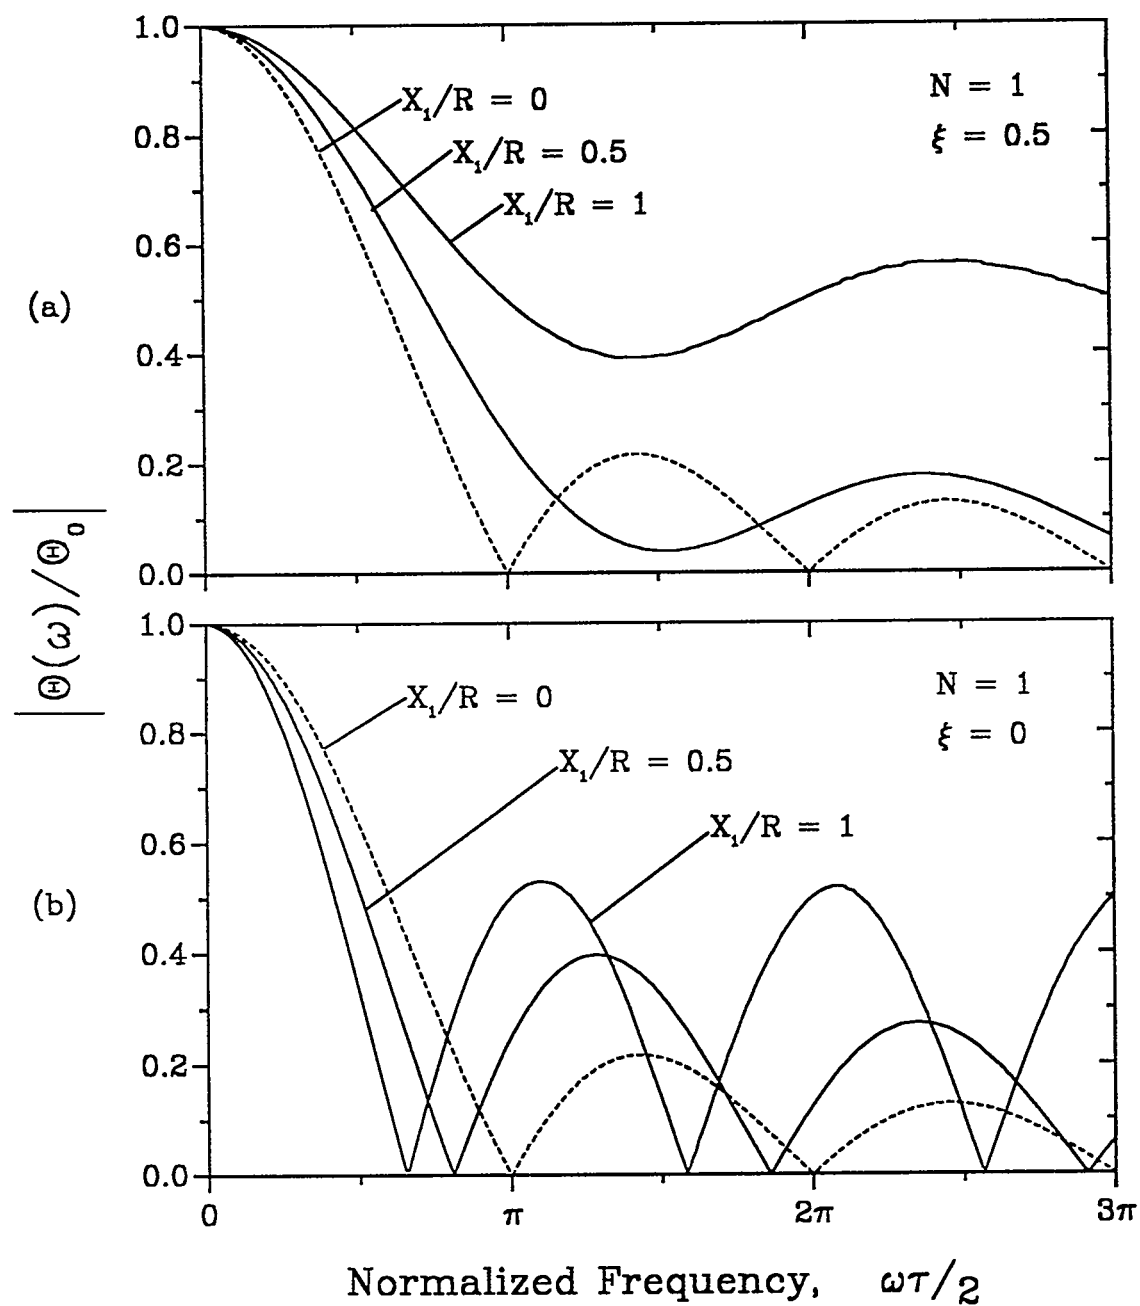 1.0
0.8
0.6
0.4
0.2
0.0
X₁/R = 0
X₁/R = 0.5
X₁/R = 1
N = 1
ξ = 0.5
(a)
|Θ(ω)/Θ₀|
1.0
0.8
0.6
0.4
0.2
0.0
X₁/R = 0
X₁/R = 0.5
X₁/R = 1
N = 1
ξ = 0
(b)
0 π 2π 3π
Normalized Frequency, ωτ/2